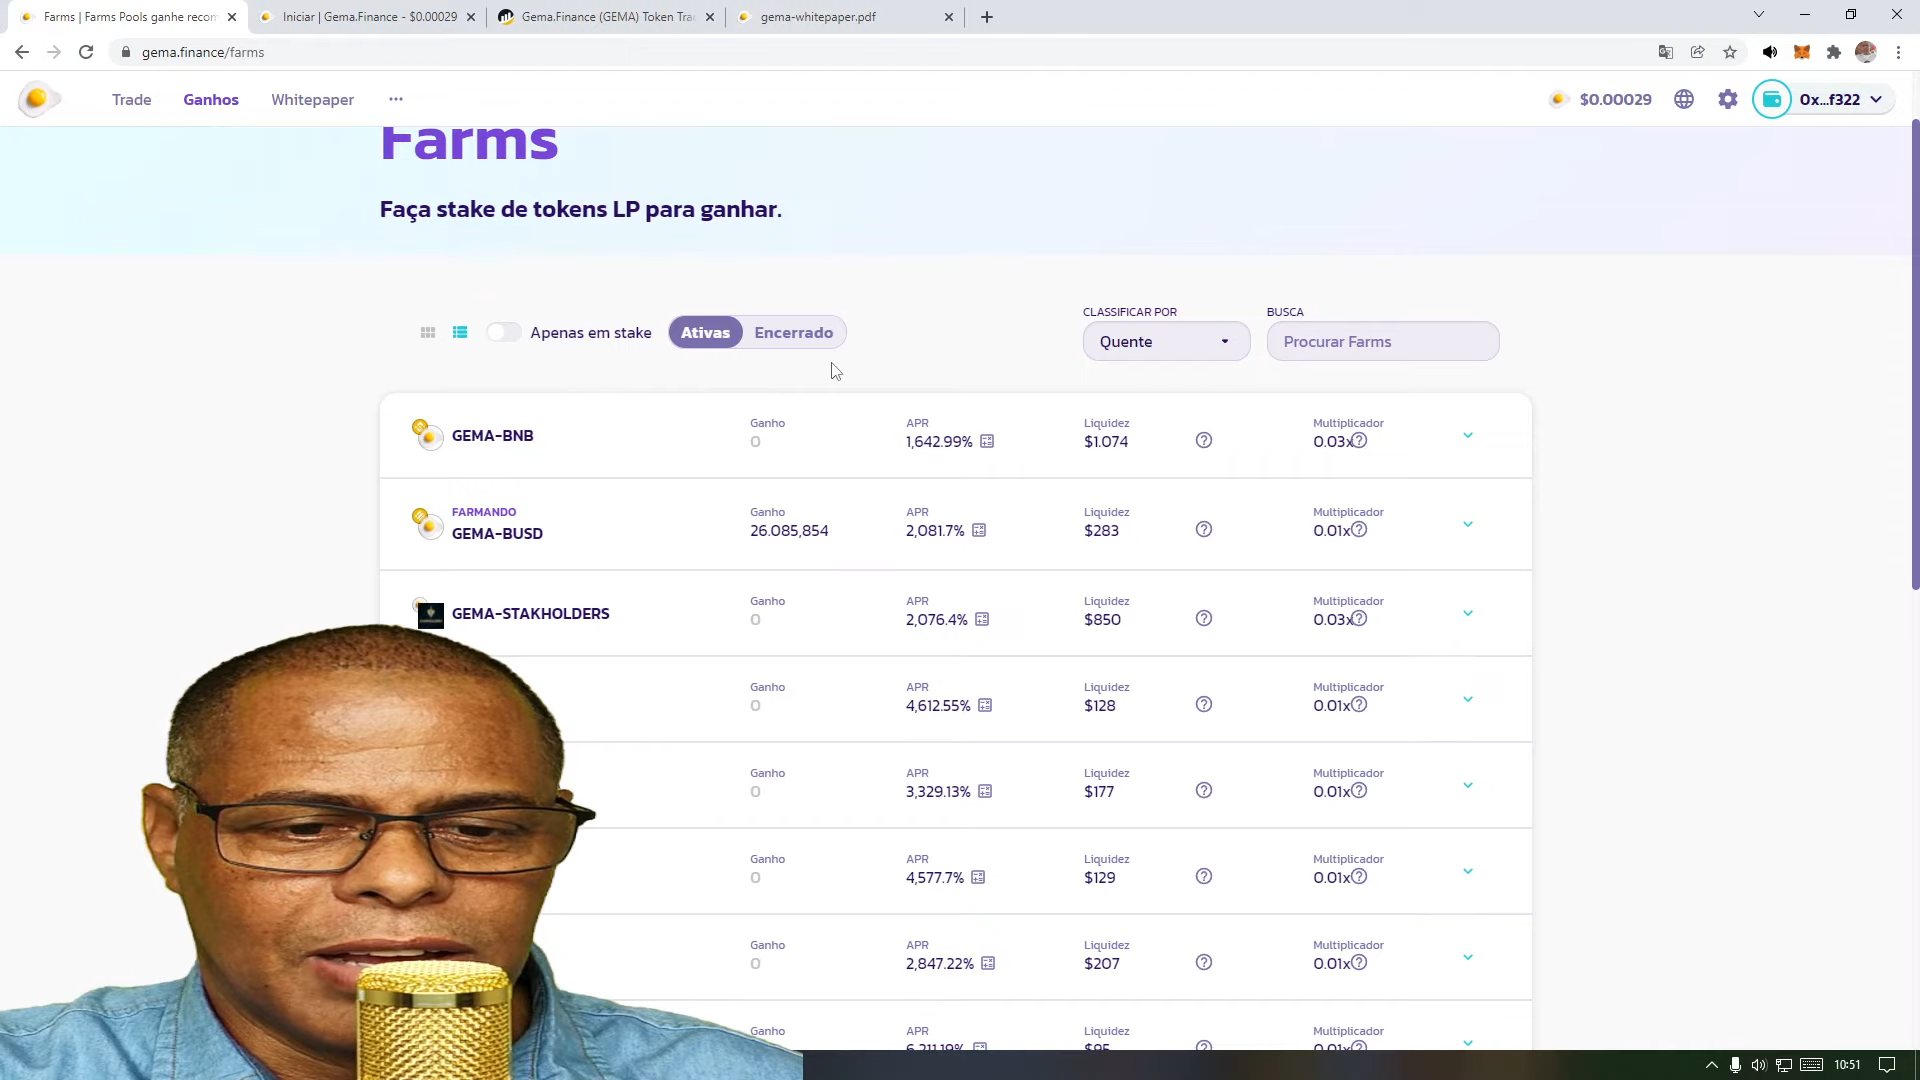 Farms | Farms Pools ganhe recom
Iniciar | Gema.Finance - $0.00029
Gema.Finance (GEMA) Token Tra
gema-whitepaper.pdf
gema.finance/farms
Trade
Ganhos
Whitepaper
$0.00029
0x...f322
Farms
Faça stake de tokens LP para ganhar.
Apenas em stake
Ativas
Encerrado
CLASSIFICAR POR
Quente
BUSCA
Procurar Farms
GEMA-BNB
Ganho
0
APR
1,642.99%
Liquidez
$1.074
Multiplicador
0.03x
FARMANDO
GEMA-BUSD
Ganho
26.085,854
APR
2,081.7%
Liquidez
$283
Multiplicador
0.01x
GEMA-STAKHOLDERS
Ganho
0
APR
2,076.4%
Liquidez
$850
Multiplicador
0.03x
Ganho
0
APR
4,612.55%
Liquidez
$128
Multiplicador
0.01x
Ganho
0
APR
3,329.13%
Liquidez
$177
Multiplicador
0.01x
Ganho
0
APR
4,577.7%
Liquidez
$129
Multiplicador
0.01x
Ganho
0
APR
2,847.22%
Liquidez
$207
Multiplicador
0.01x
Ganho
APR
6,211.19%
Liquidez
$95
Multiplicador
0.01x
10:51